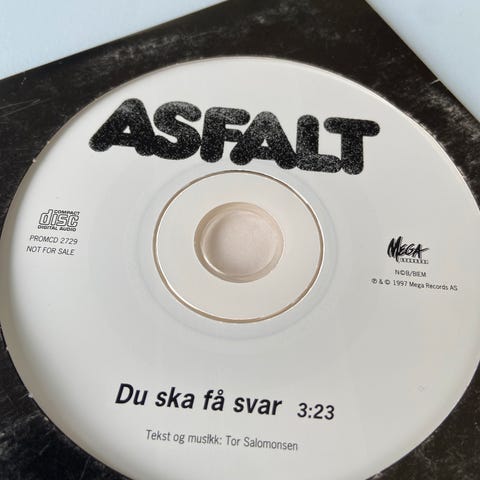 ASFALT
COMPACT
disc
DIGITAL AUDIO
PROMCD 2729
NOT FOR SALE
MEGA
RECORDS
N©B/BIEM
℗ & © 1997 Mega Records AS
Du ska få svar 3:23
Tekst og musikk: Tor Salomonsen